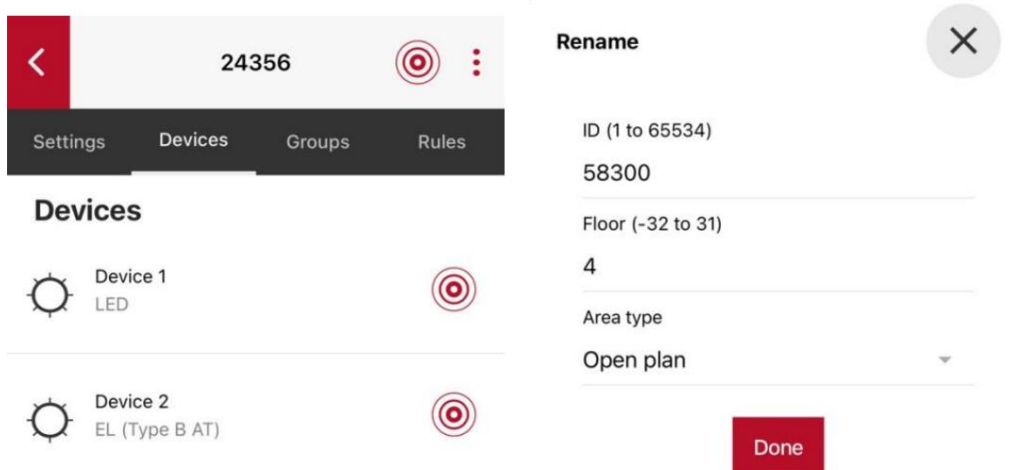 24356
Settings Devices Groups Rules
Devices
Device 1
LED
Device 2
EL (Type B AT)
Rename
ID (1 to 65534)
58300
Floor (-32 to 31)
4
Area type
Open plan
Done